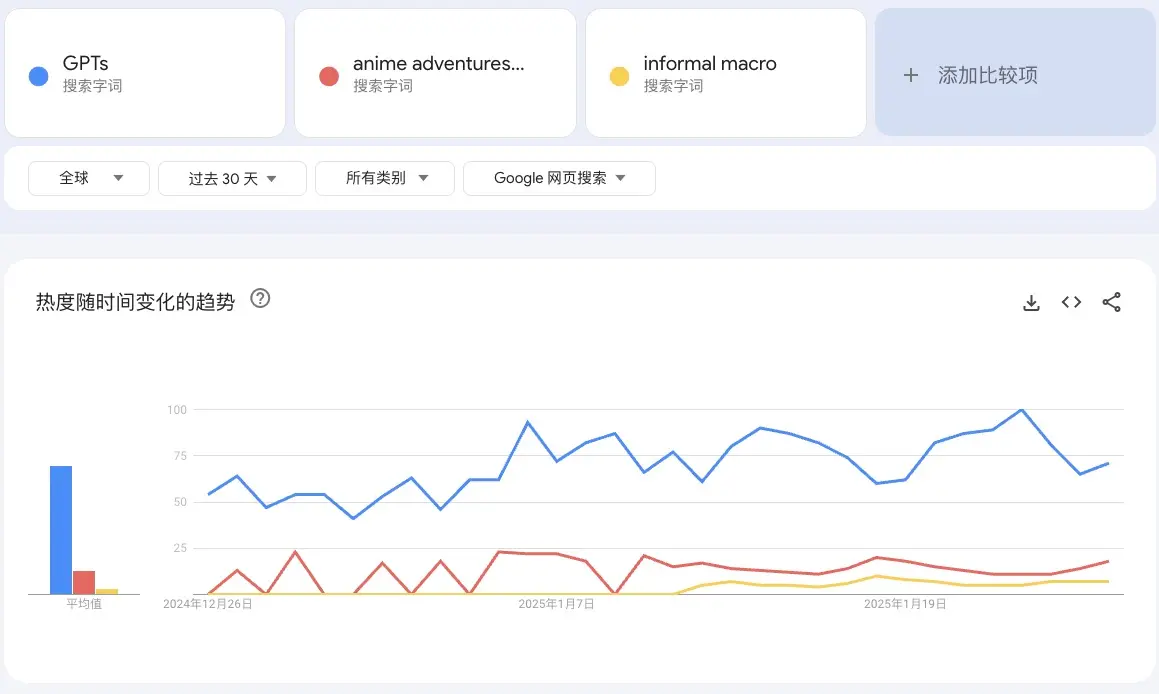 GPTs
搜索字词
anime adventures...
搜索字词
informal macro
搜索字词
+ 添加比较项
全球
过去 30 天
所有类别
Google 网页搜索
热度随时间变化的趋势
100
75
50
25
平均值
2024年12月26日
2025年1月7日
2025年1月19日